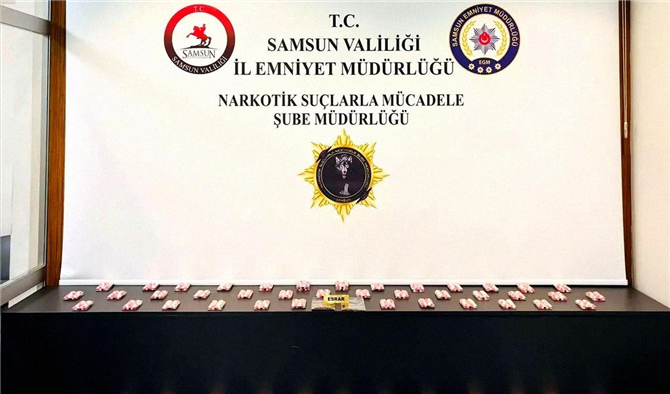 T.C.
SAMSUN VALİLİĞİ
İL EMNİYET MÜDÜRLÜĞÜ
NARKOTİK SUÇLARLA MÜCADELE
ŞUBE MÜDÜRLÜĞÜ
SAMSUN
SAMSUN VALİLİĞİ
SAMSUN EMNİYET MÜDÜRLÜĞÜ
EGM
ESRAR